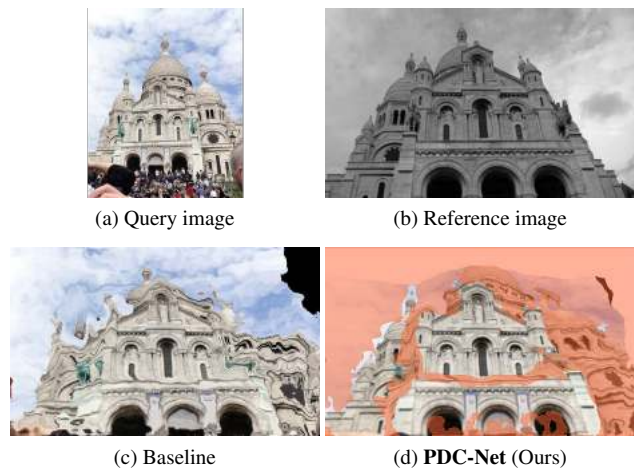 (a) Query image
(b) Reference image
(c) Baseline
(d) PDC-Net (Ours)